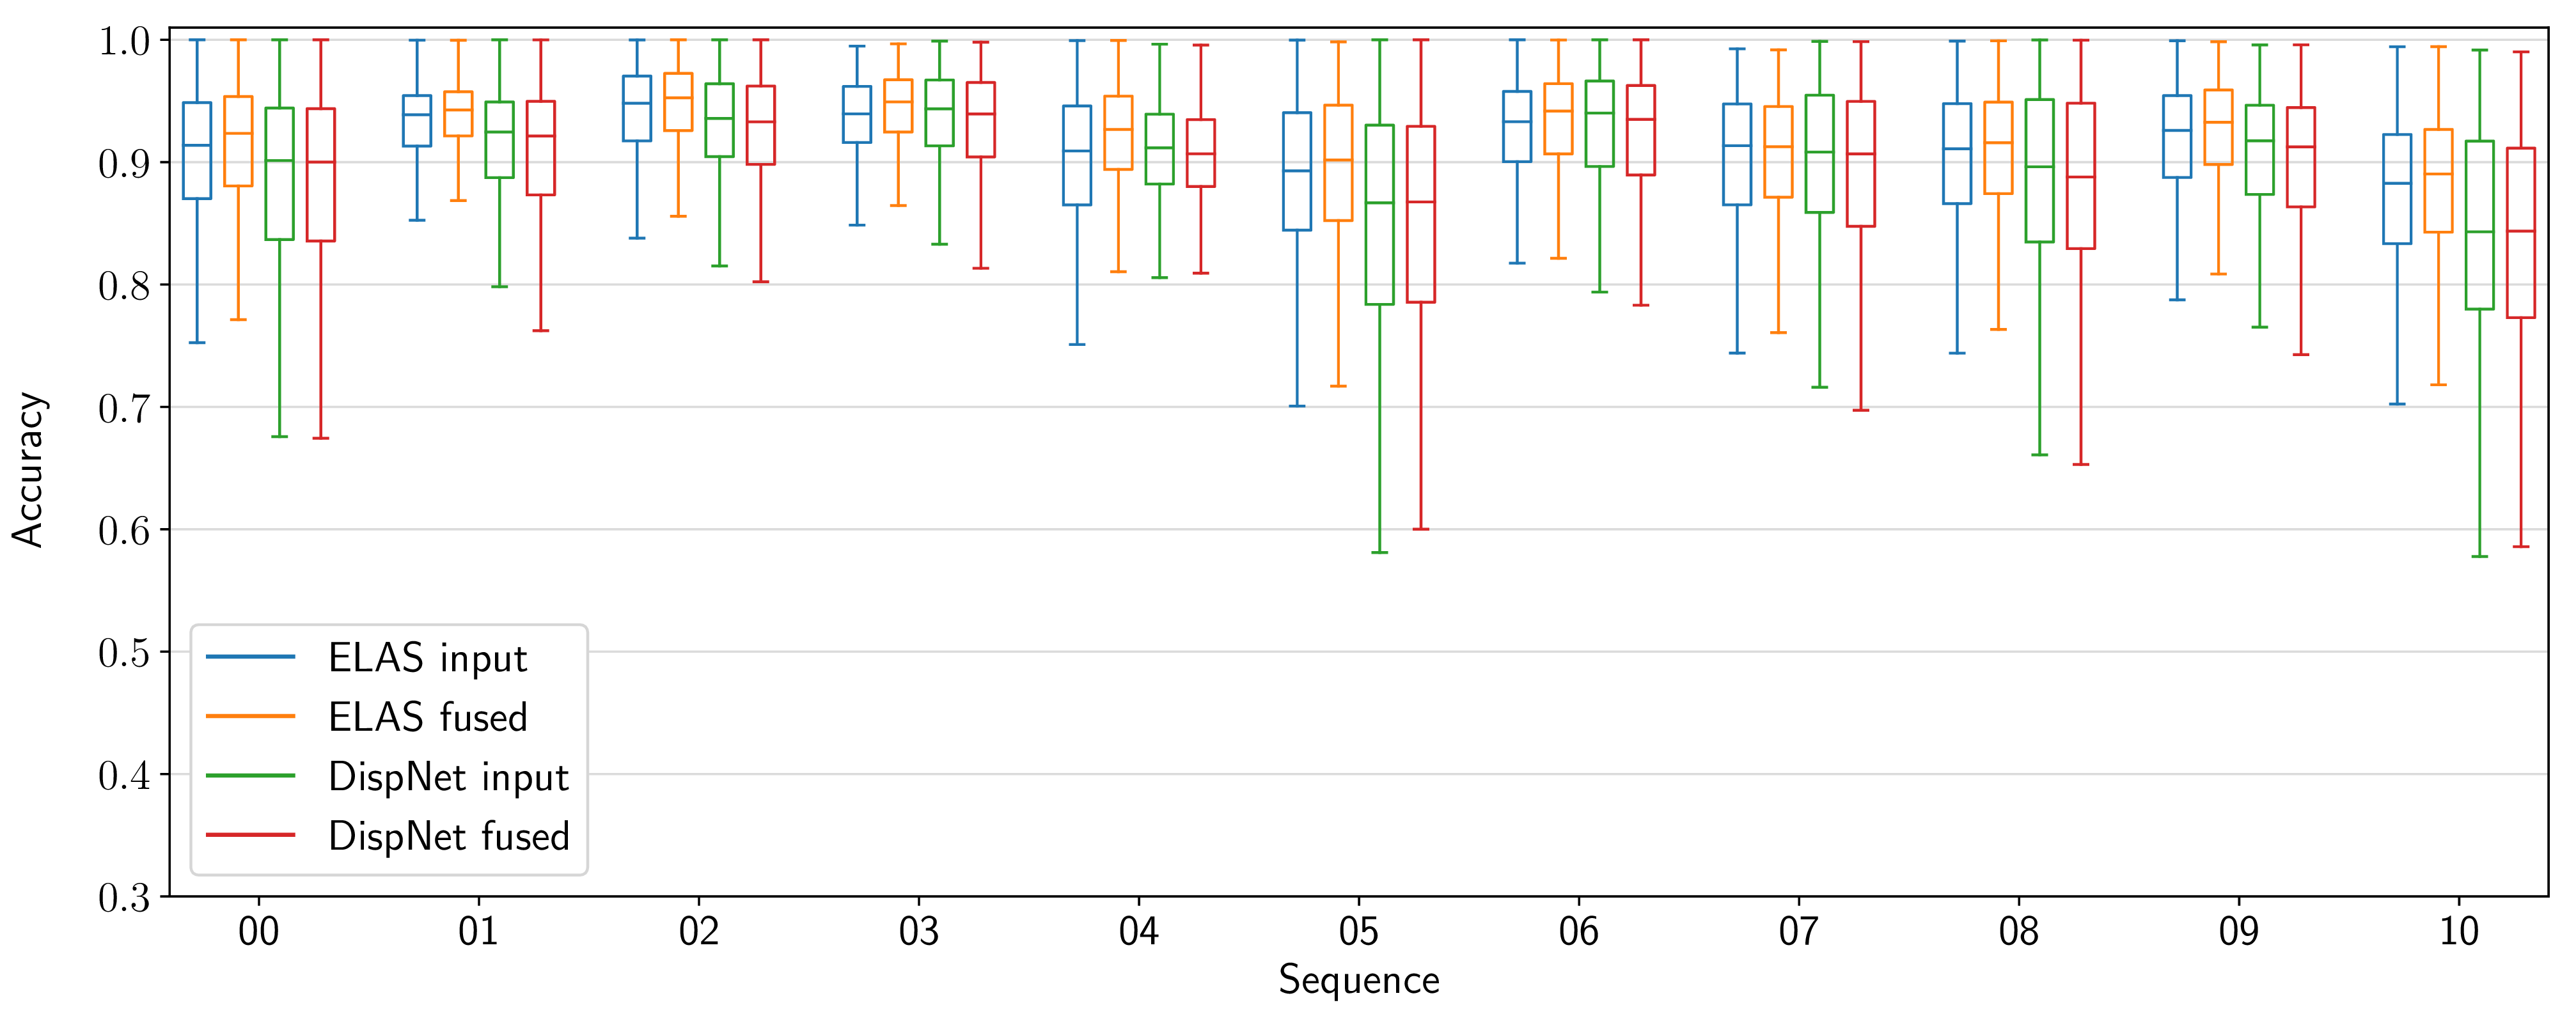 1.0
0.9
0.8
0.7
0.6
0.5
0.4
0.3
Accuracy
ELAS input
ELAS fused
DispNet input
DispNet fused
00 01 02 03 04 05 06 07 08 09 10
Sequence